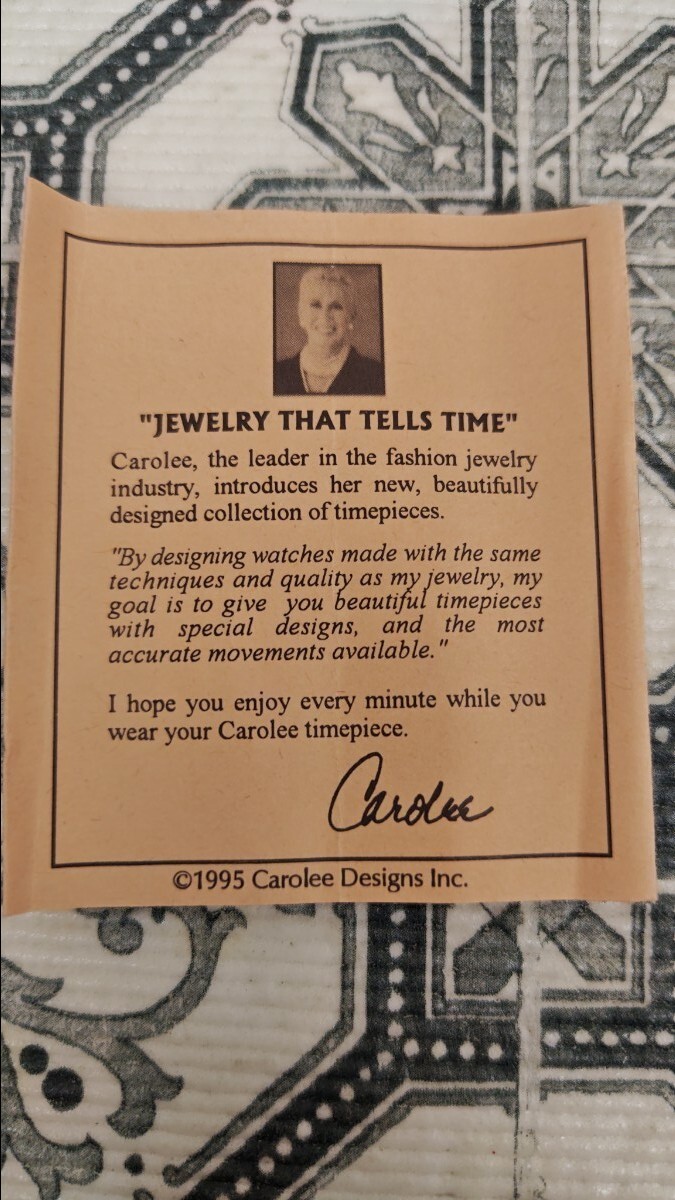 "JEWELRY THAT TELLS TIME"
Carolee, the leader in the fashion jewelry
industry, introduces her new, beautifully
designed collection of timepieces.
"By designing watches made with the same
techniques and quality as my jewelry, my
goal is to give you beautiful timepieces
with special designs, and the most
accurate movements available."
I hope you enjoy every minute while you
wear your Carolee timepiece.
Carolee
©1995 Carolee Designs Inc.